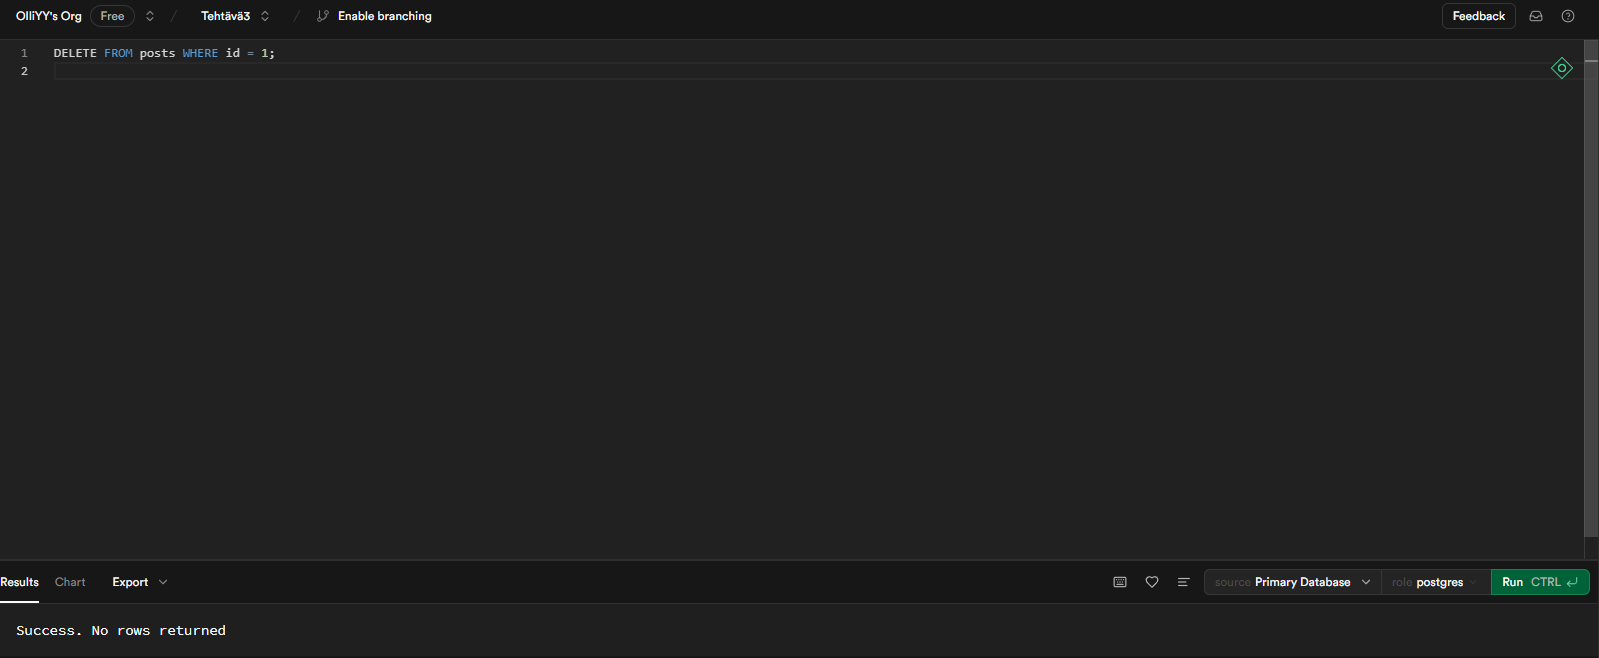 OlliYY's Org Free / Tehtävä3 / Enable branching Feedback
1 DELETE FROM posts WHERE id = 1;
2
Results Chart Export source Primary Database role postgres Run CTRL
Success. No rows returned